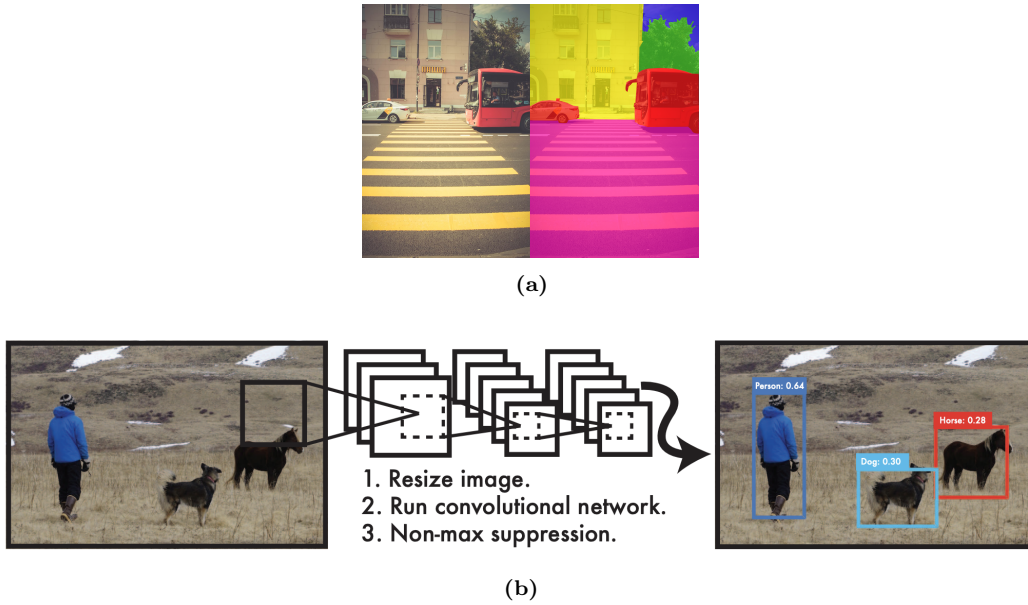 (a)
Person: 0.64
Horse: 0.28
Dog: 0.30
1. Resize image.
2. Run convolutional network.
3. Non-max suppression.
(b)